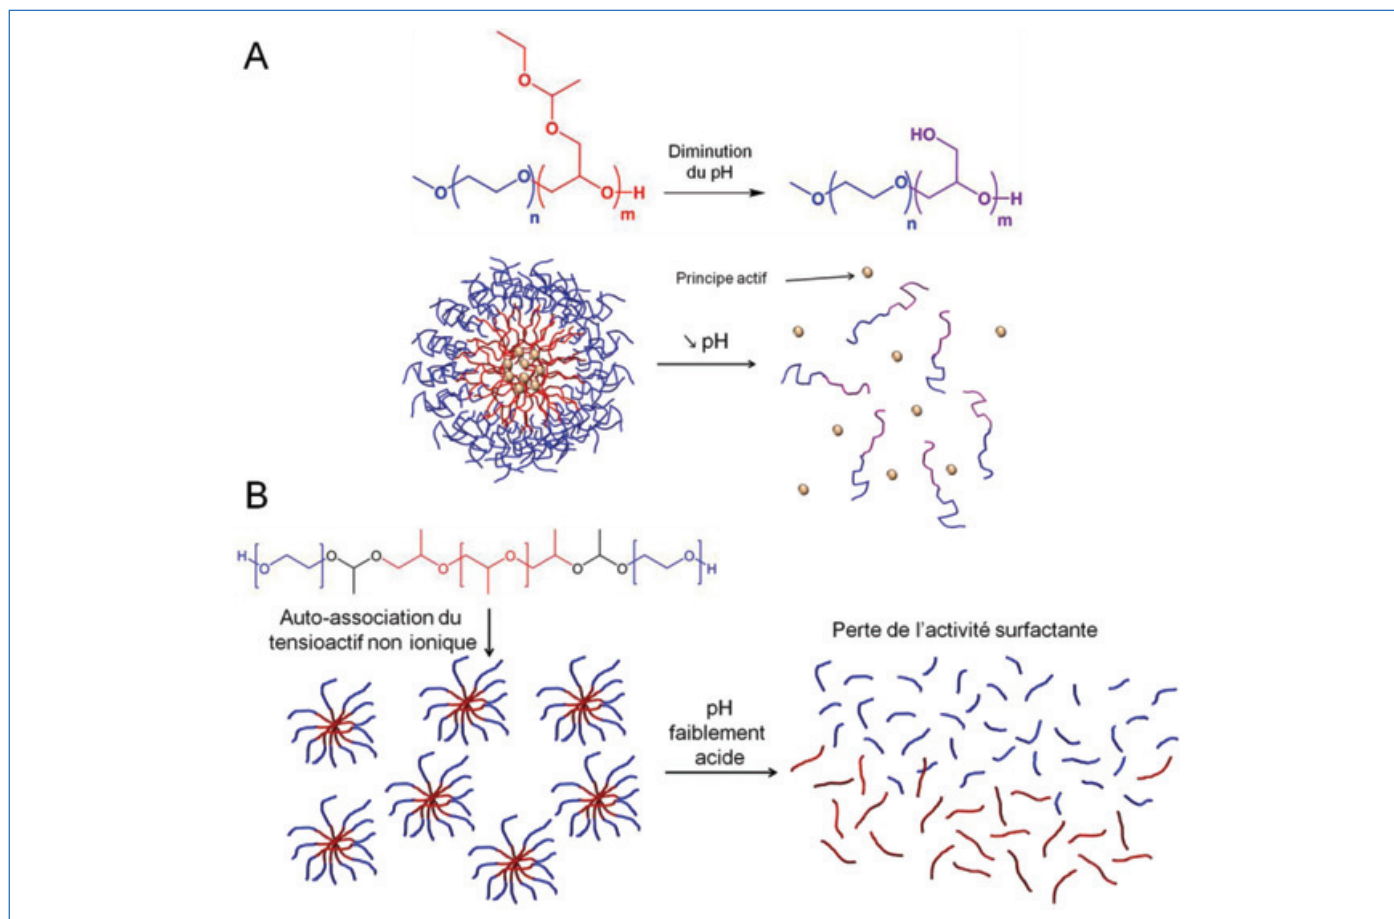 A
O
O
O
O
O
H
n
m
Diminution
du pH
HO
O
O
O
H
n
m
Principe actif
↘ pH
B
H
O
O
O
O
O
O
O
O
H
Auto-association du
tensioactif non ionique
Perte de l'activité surfactante
pH
faiblement
acide